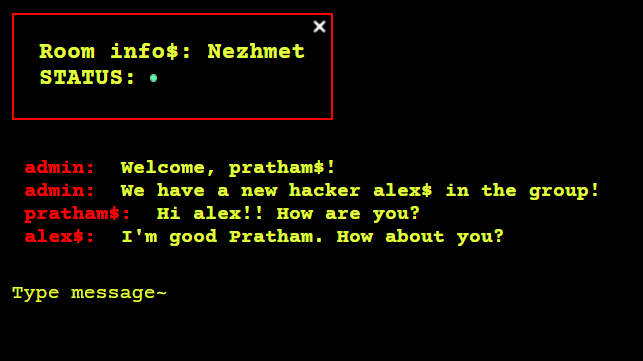 Room info$: Nezhmet
STATUS:
admin: Welcome, pratham$!
admin: We have a new hacker alex$ in the group!
pratham$: Hi alex!! How are you?
alex$: I'm good Pratham. How about you?
Type message~